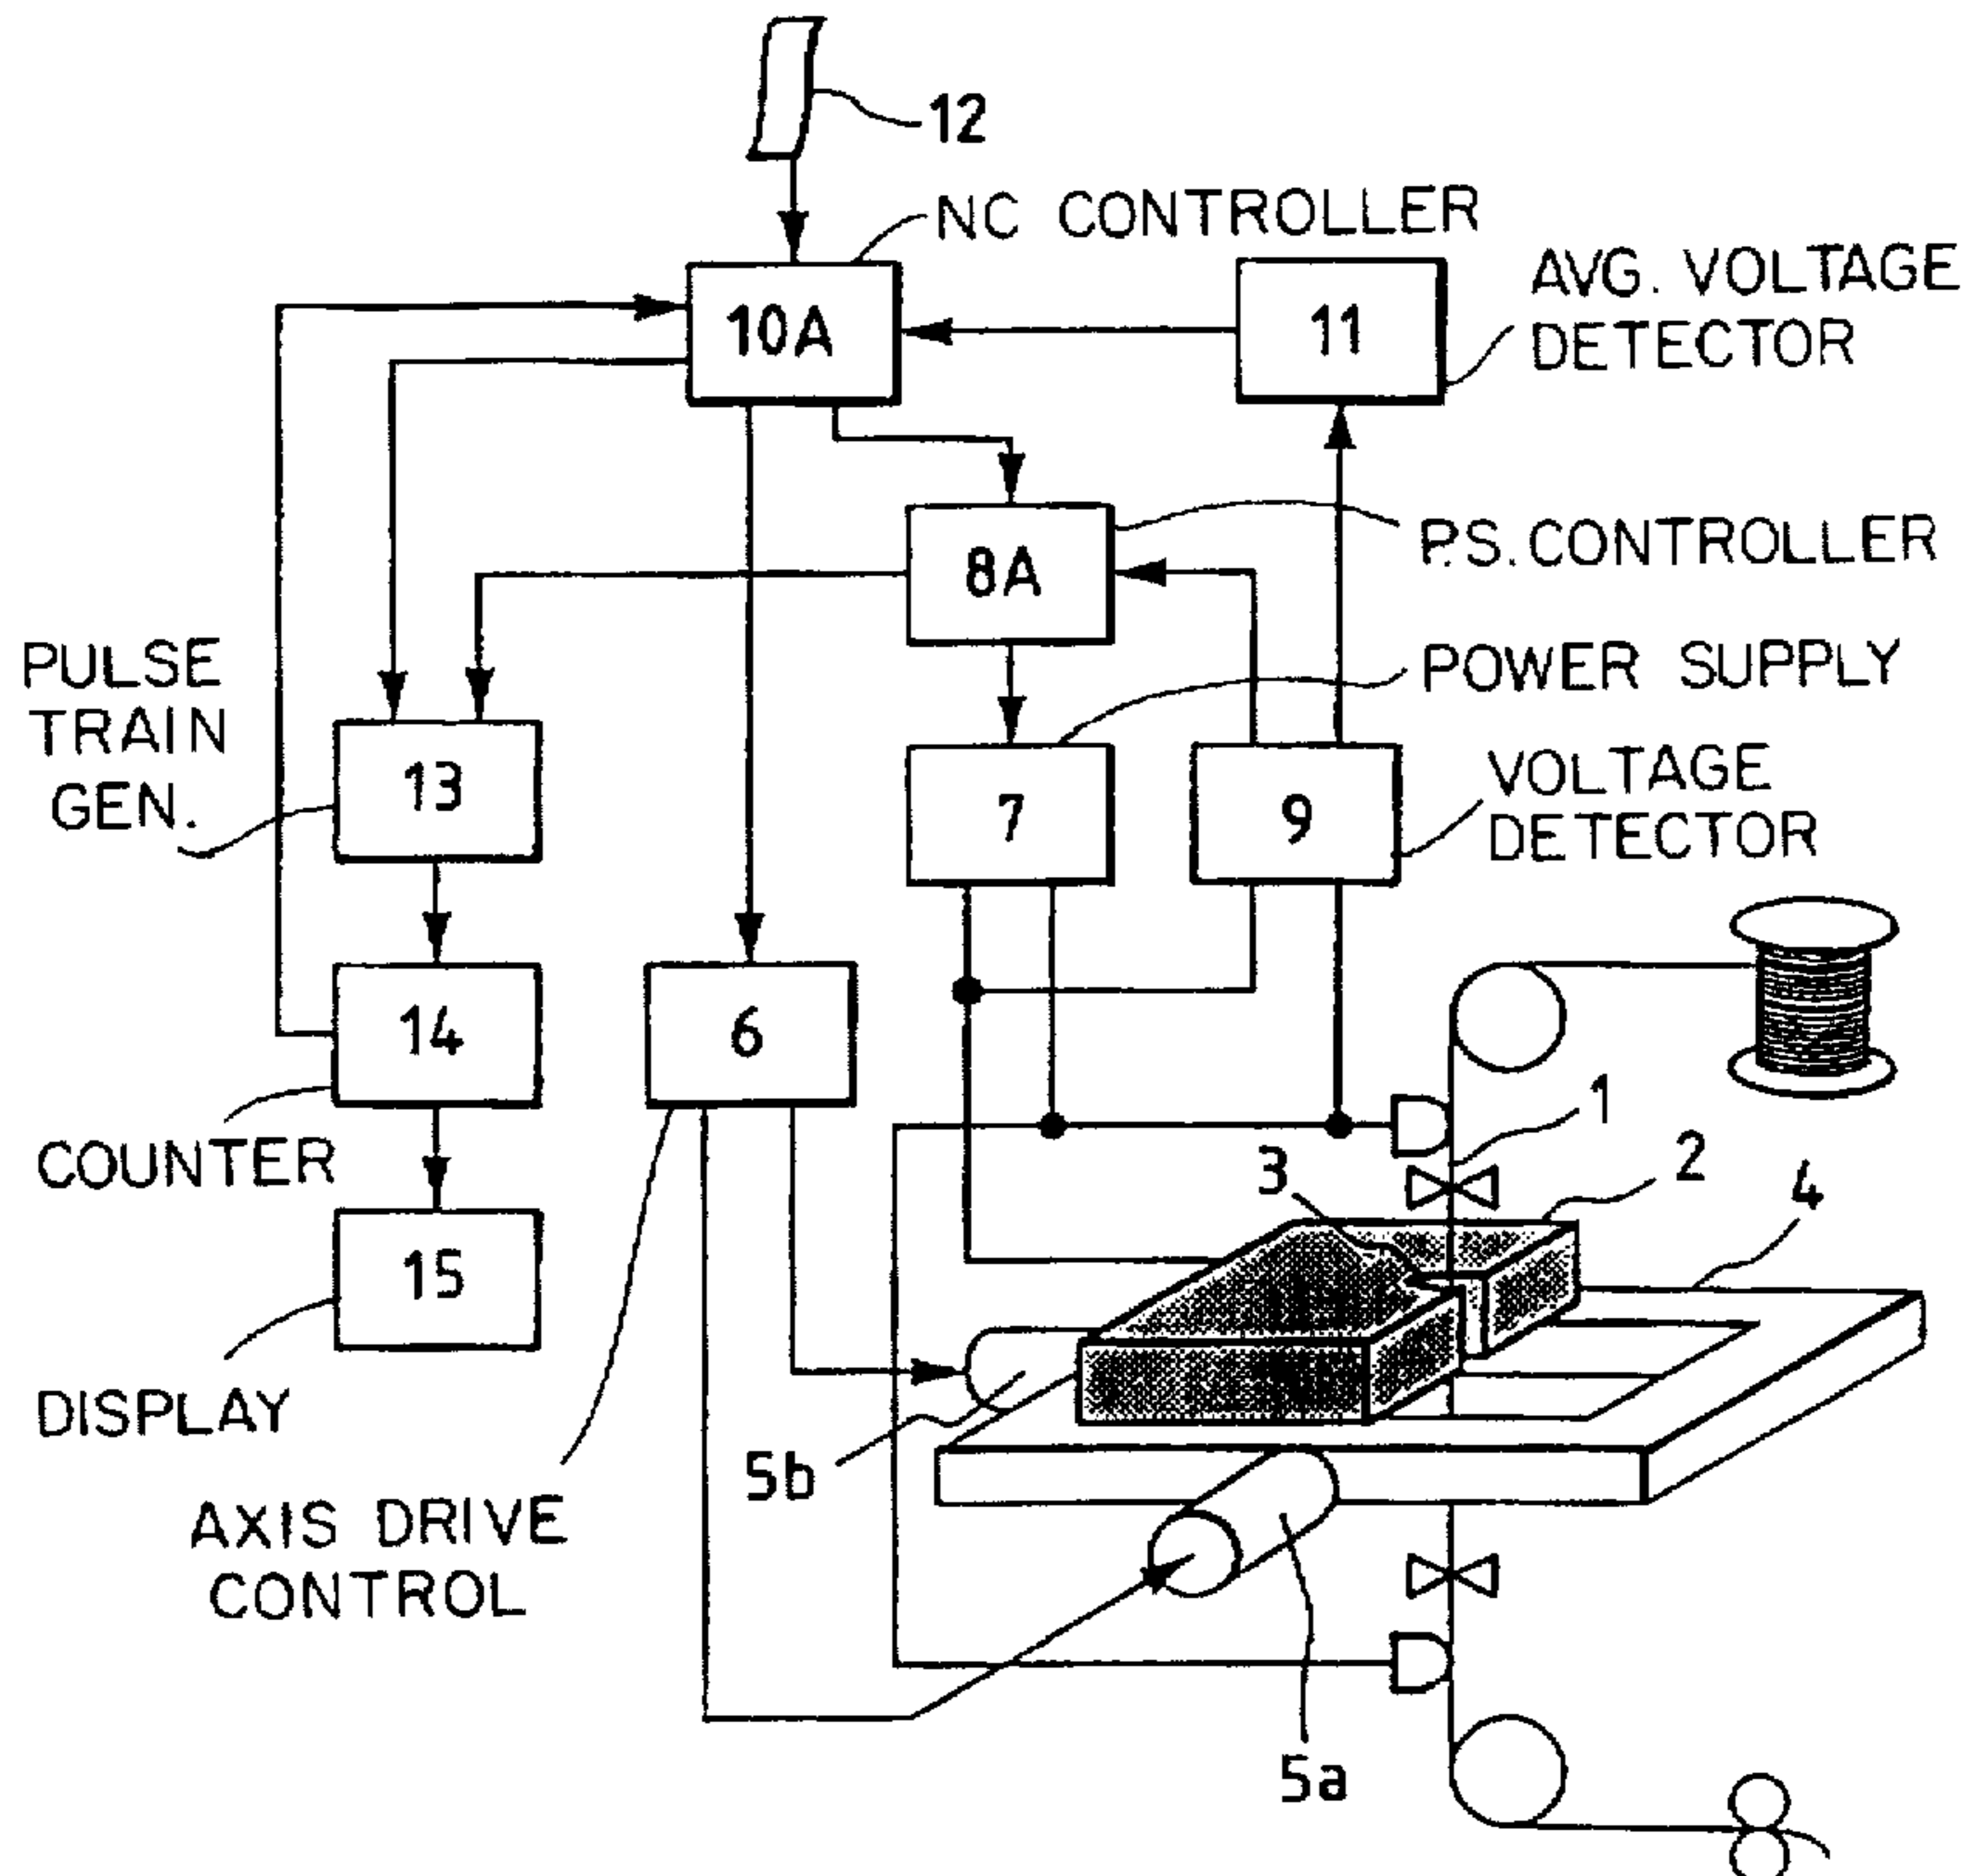 12
NC CONTROLLER
10A
11
AVG. VOLTAGE
DETECTOR
8A
P.S. CONTROLLER
PULSE
TRAIN
GEN.
13
POWER SUPPLY
7
9
VOLTAGE
DETECTOR
14
6
COUNTER
1
2
3
4
15
DISPLAY
5b
AXIS DRIVE
CONTROL
5a